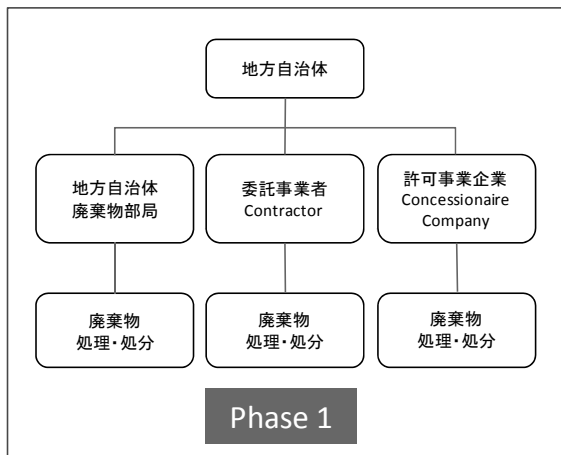 地方自治体
地方自治体
廃棄物部局
委託事業者
Contractor
許可事業企業
Concessionaire
Company
廃棄物
処理・処分
廃棄物
処理・処分
廃棄物
処理・処分
Phase 1